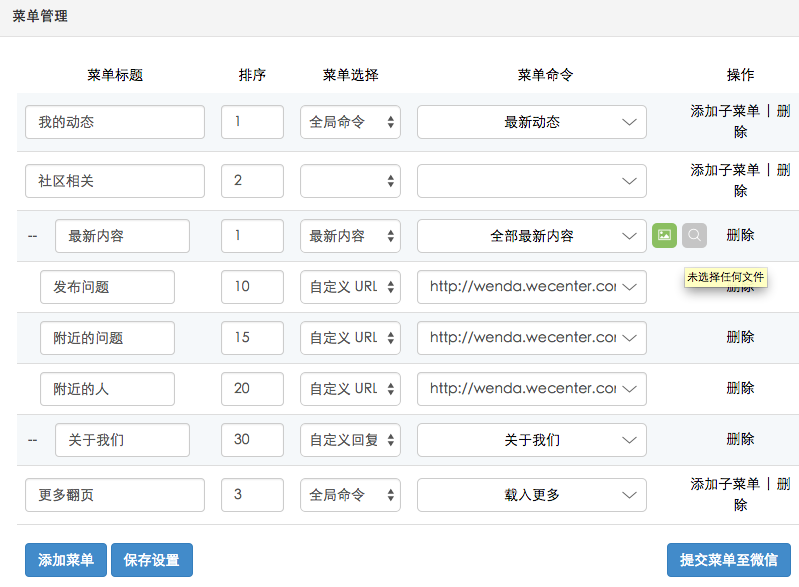 菜单管理
菜单标题 排序 菜单选择 菜单命令 操作
我的动态 1 全局命令 最新动态 添加子菜单 | 删
除
社区相关 2 添加子菜单 | 删
除
-- 最新内容 1 最新内容 全部最新内容 删除
未选择任何文件
发布问题 10 自定义 URL http://wenda.wecenter.co 删除
附近的问题 15 自定义 URL http://wenda.wecenter.co 删除
附近的人 20 自定义 URL http://wenda.wecenter.co 删除
-- 关于我们 30 自定义回复 关于我们 删除
更多翻页 3 全局命令 载入更多 添加子菜单 | 删
除
添加菜单 保存设置 提交菜单至微信